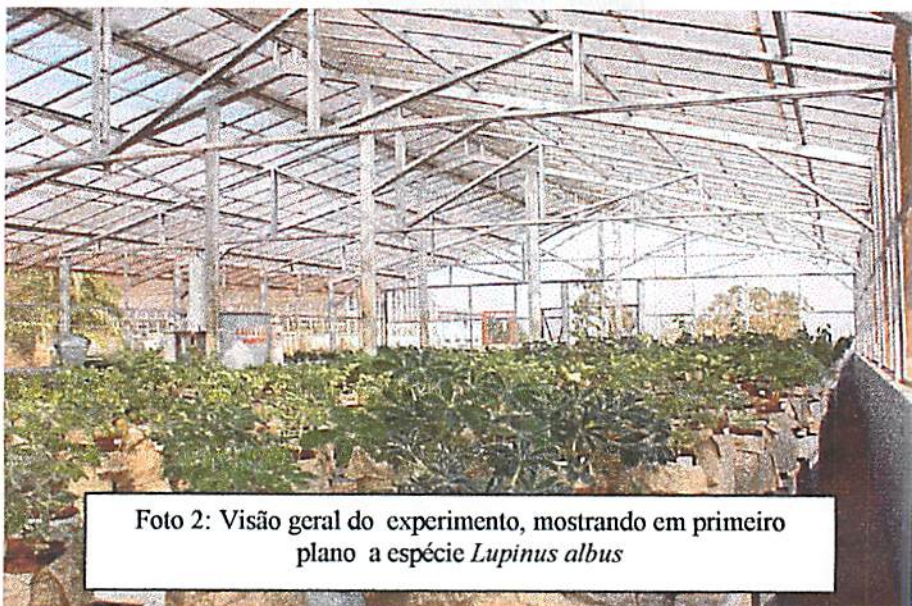 Foto 2: Visão geral do experimento, mostrando em primeiro
plano a espécie Lupinus albus